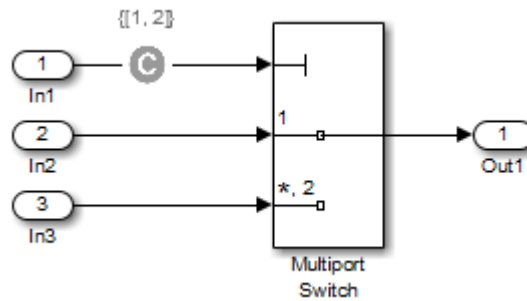 {[1, 2]}
1
C
In1
2
1
1
In2
Out1
3
*, 2
In3
Multiport
Switch